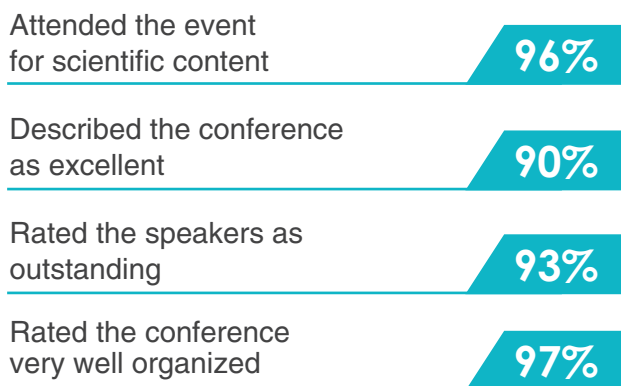 Attended the event
for scientific content
96%
Described the conference
as excellent
90%
Rated the speakers as
outstanding
93%
Rated the conference
very well organized
97%